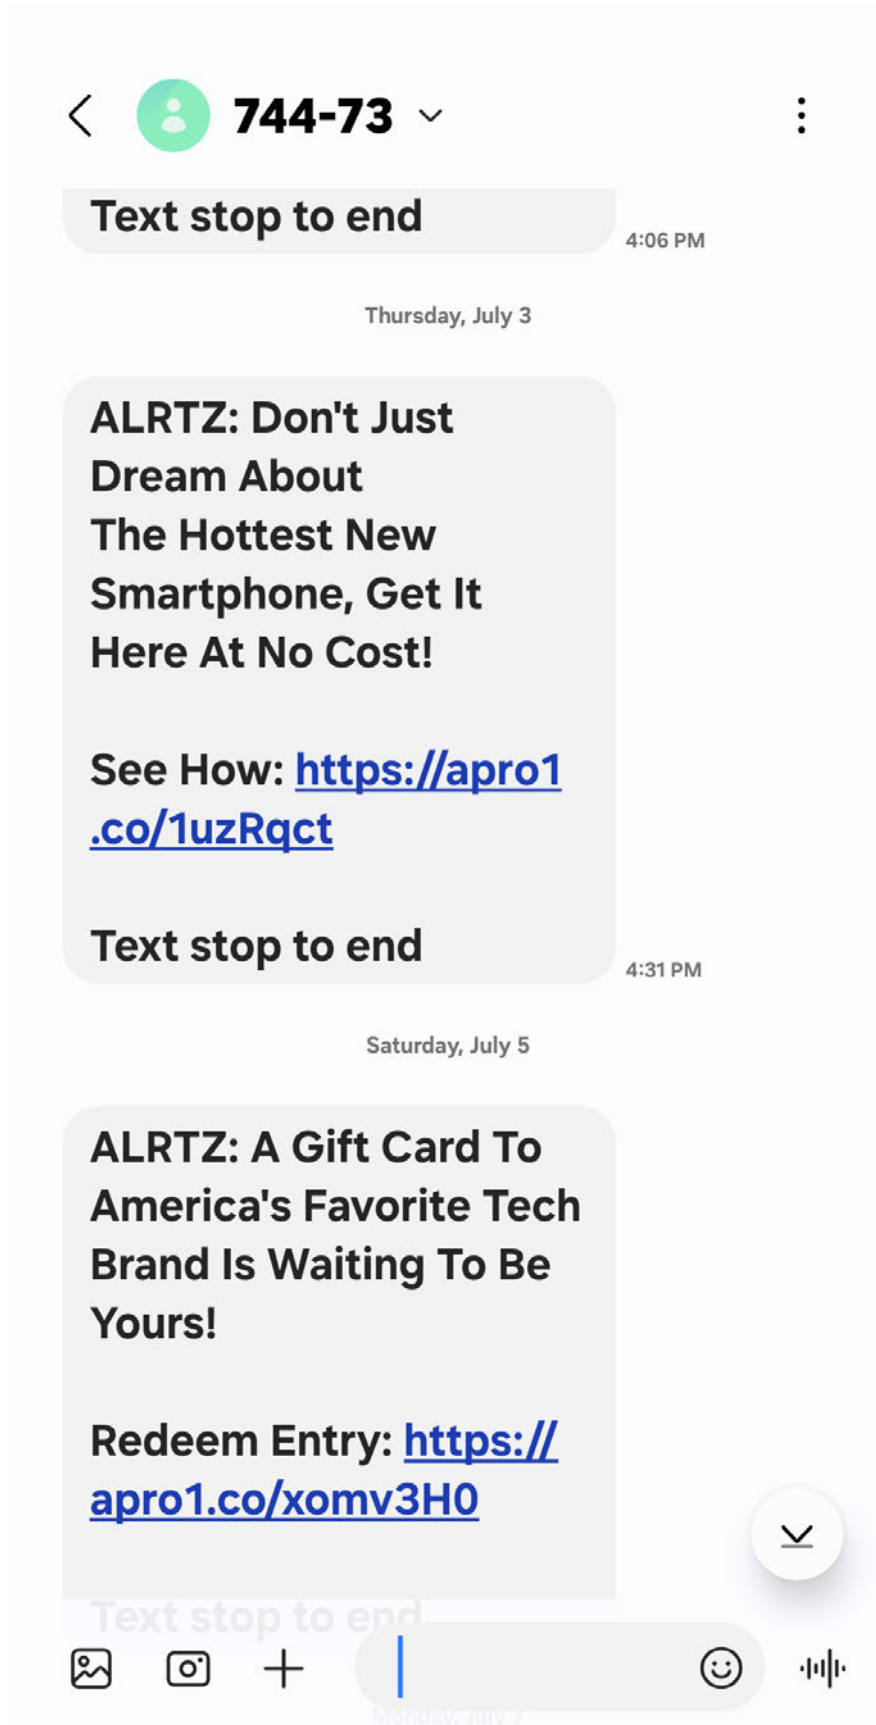 744-73
Text stop to end
4:06 PM
Thursday, July 3
ALRTZ: Don't Just
Dream About
The Hottest New
Smartphone, Get It
Here At No Cost!
See How: https://apro1
.co/1uzRqct
Text stop to end
4:31 PM
Saturday, July 5
ALRTZ: A Gift Card To
America's Favorite Tech
Brand Is Waiting To Be
Yours!
Redeem Entry: https://
apro1.co/xomv3H0
Text stop to end
Monday, July 7